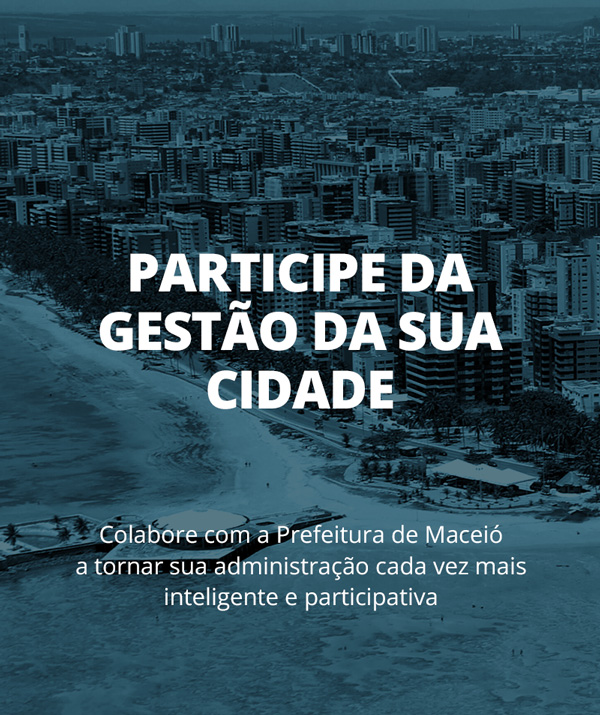 PARTICIPE DA
GESTÃO DA SUA
CIDADE
Colabore com a Prefeitura de Maceió
a tornar sua administração cada vez mais
inteligente e participativa